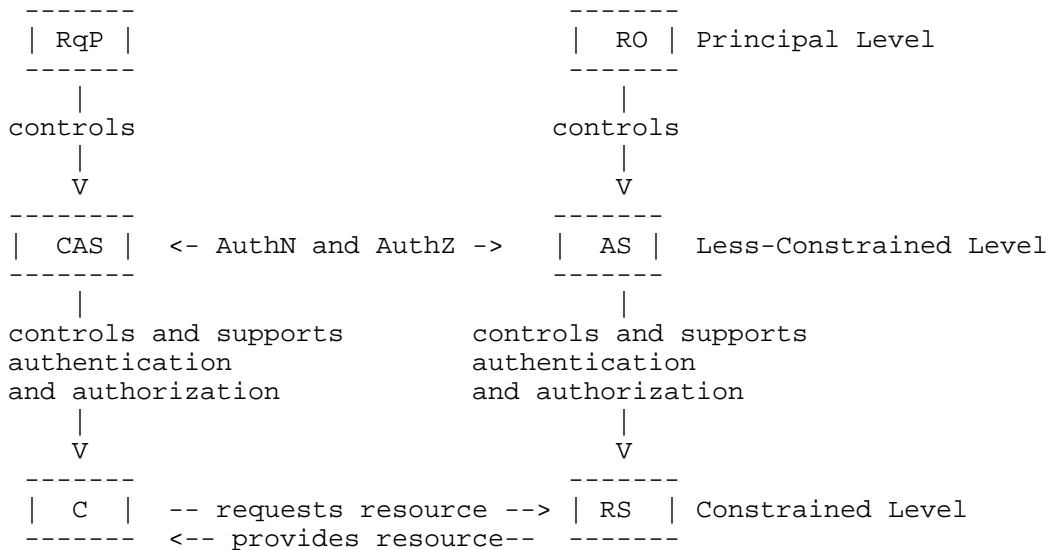 -------                           -------
 | RqP |                           |  RO | Principal Level
 -------                           -------
    |                                 |
controls                          controls
    |                                 |
    V                                 V
--------                          -------
|  CAS |  <- AuthN and AuthZ ->   |  AS |  Less-Constrained Level
--------                          -------
    |                                 |
controls and supports        controls and supports
authentication               authentication
and authorization            and authorization
    |                                 |
    V                                 V
 -------                           -------
 |  C  |  -- requests resource --> | RS  | Constrained Level
 -------  <-- provides resource--  -------